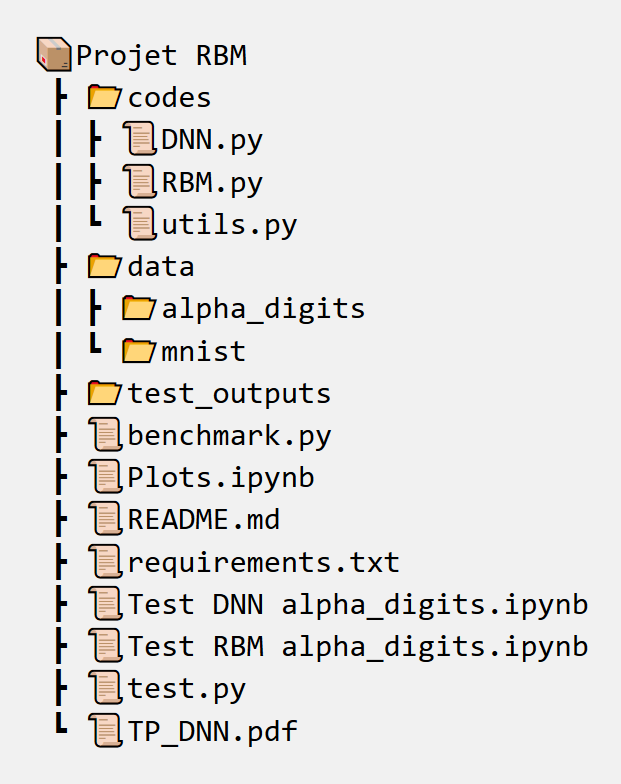 Projet RBM
codes
DNN.py
RBM.py
utils.py
data
alpha_digits
mnist
test_outputs
benchmark.py
Plots.ipynb
README.md
requirements.txt
Test DNN alpha_digits.ipynb
Test RBM alpha_digits.ipynb
test.py
TP_DNN.pdf